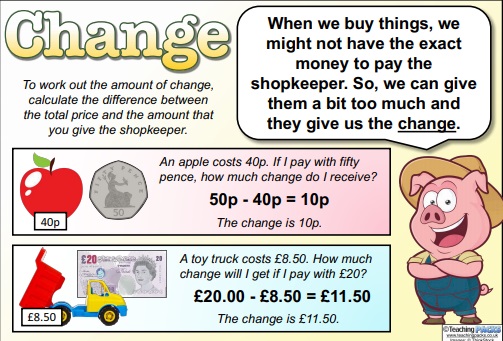 Change
To work out the amount of change,
calculate the difference between
the total price and the amount that
you give the shopkeeper.
When we buy things, we
might not have the exact
money to pay the
shopkeeper. So, we can give
them a bit too much and
they give us the change.
An apple costs 40p. If I pay with fifty
pence, how much change do I receive?
50p - 40p = 10p
The change is 10p.
40p
50
A toy truck costs £8.50. How much
change will I get if I pay with £20?
£20.00 - £8.50 = £11.50
The change is £11.50.
£20
£8.50
©Teaching PACKS
www.teachingpacks.co.uk
Images: © ThinkStock